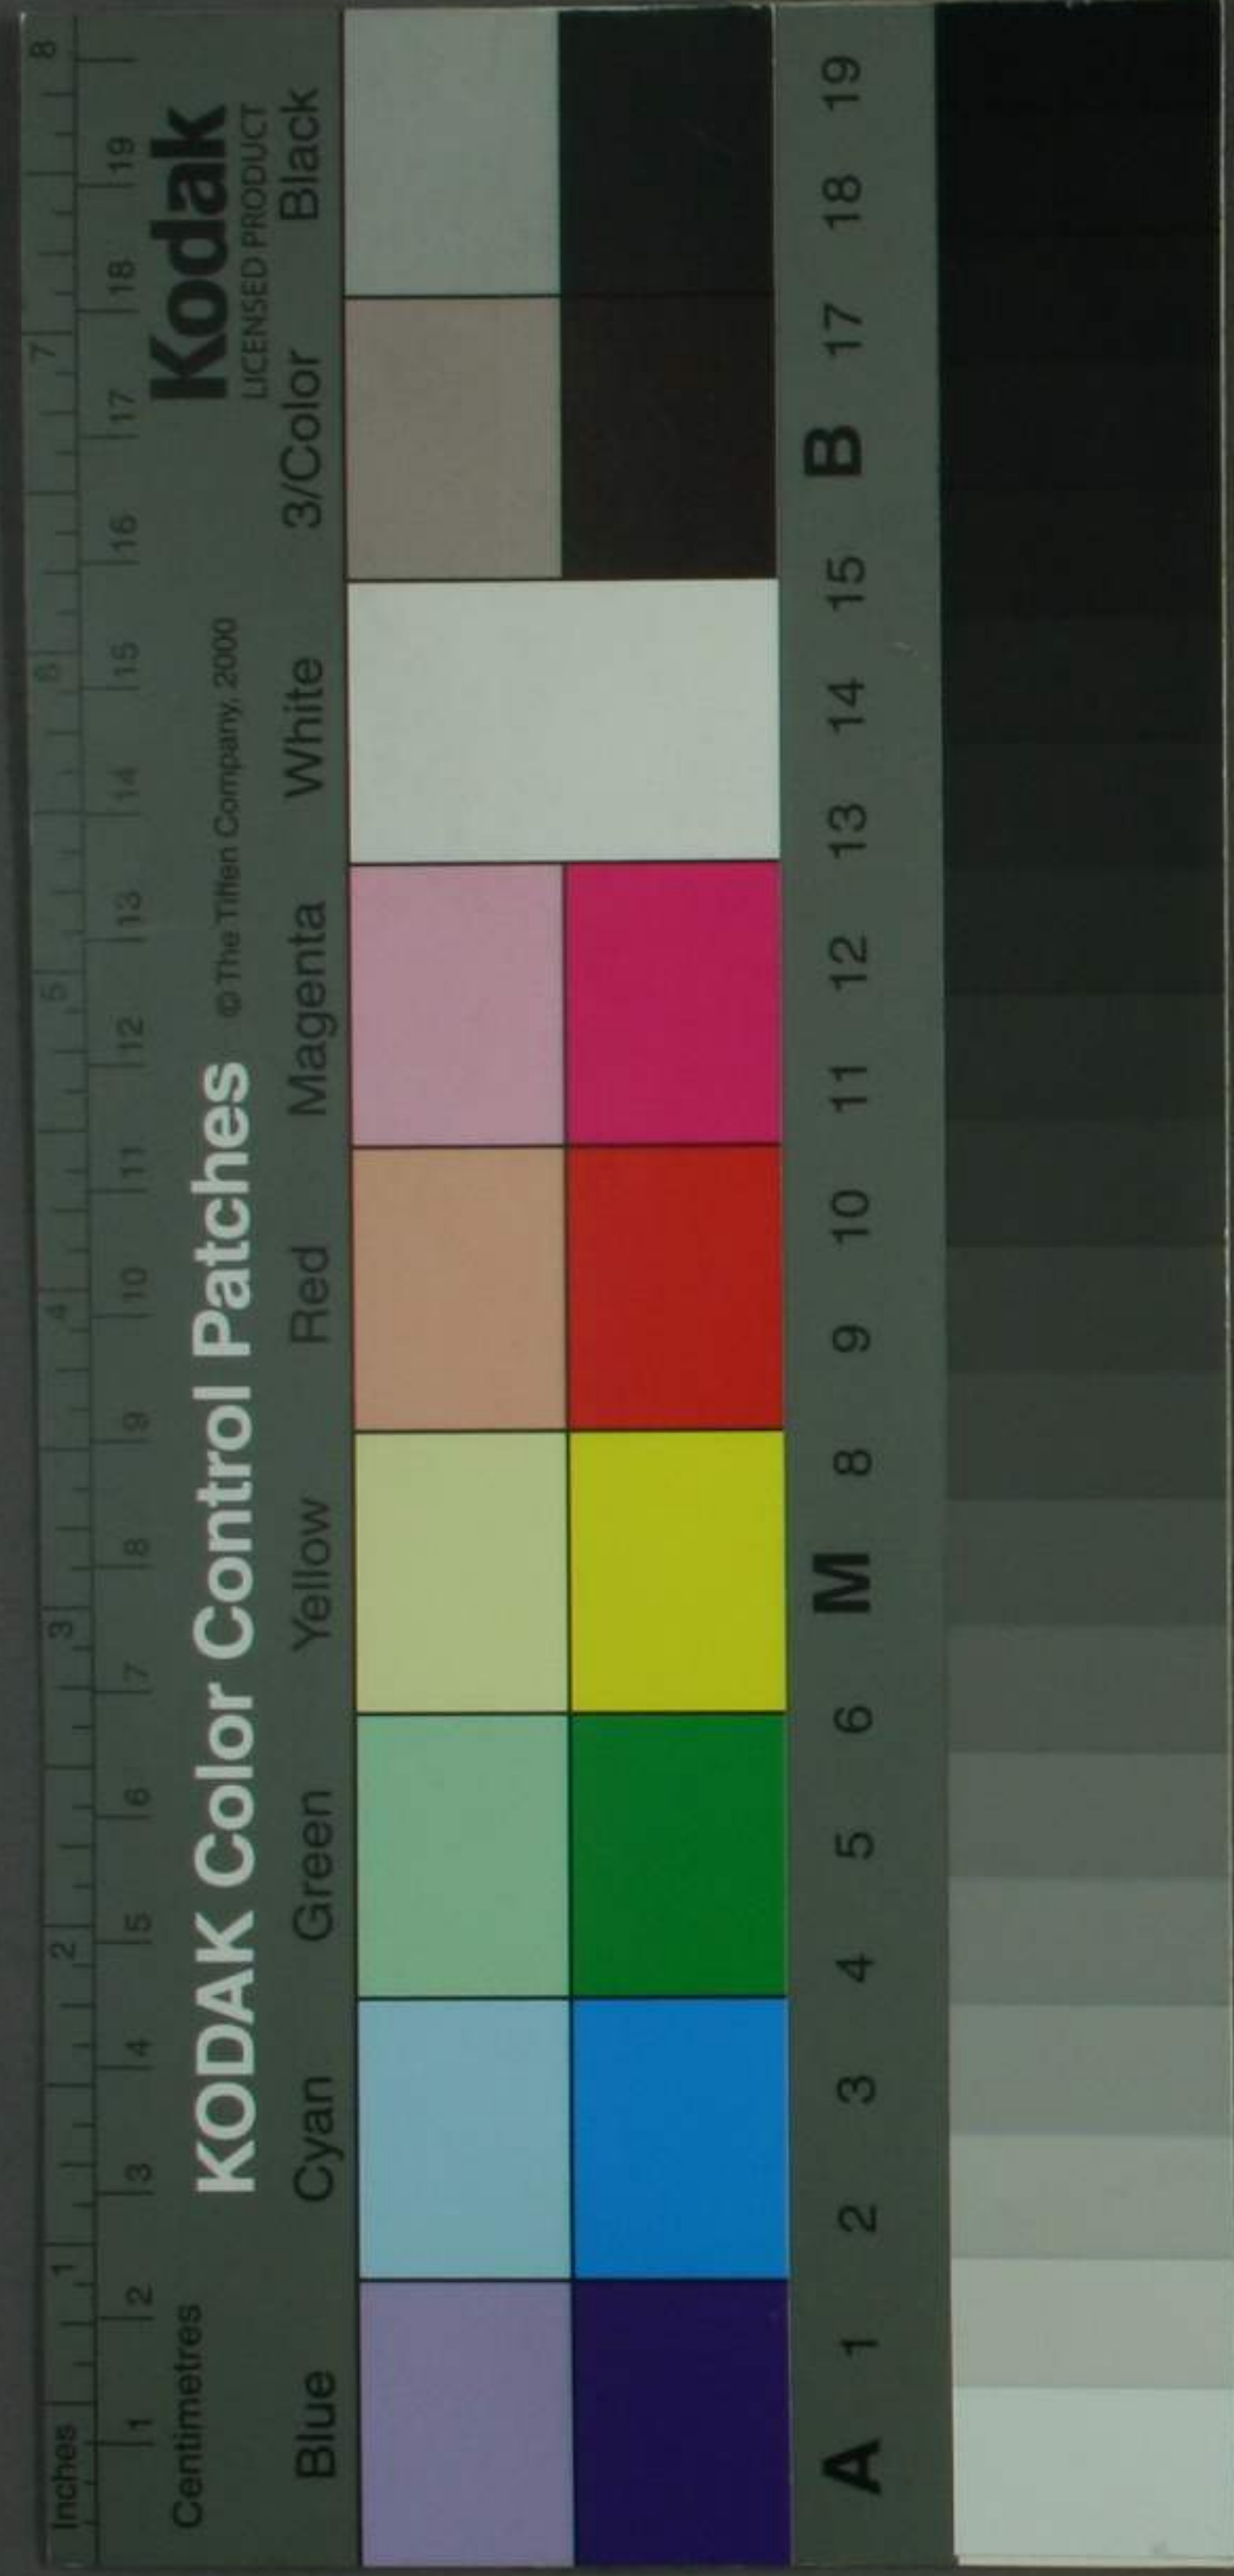 Inches 1 2 3 4 5 6 7 8
Centimetres 1 2 3 4 5 6 7 8 9 10 11 12 13 14 15 16 17 18 19
KODAK Color Control Patches © The Tiffen Company, 2000 Kodak
LICENSED PRODUCT
Blue Cyan Green Yellow Red Magenta White 3/Color Black
A 1 2 3 4 5 6 M 8 9 10 11 12 13 14 15 B 17 18 19